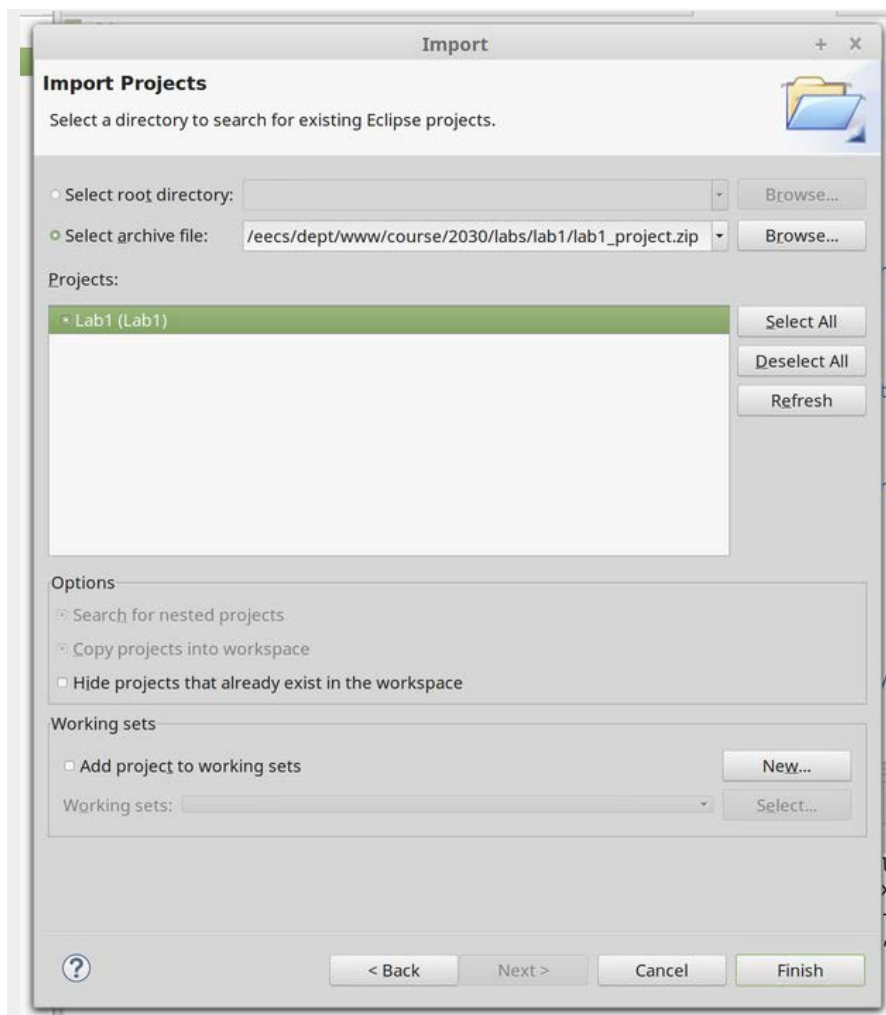 Import
Import Projects
Select a directory to search for existing Eclipse projects.
Select root directory:
Browse...
Select archive file:
/eecs/dept/www/course/2030/labs/lab1/lab1_project.zip
Browse...
Projects:
Lab1 (Lab1)
Select All
Deselect All
Refresh
Options
Search for nested projects
Copy projects into workspace
Hide projects that already exist in the workspace
Working sets
Add project to working sets
New...
Working sets:
Select...
< Back
Next >
Cancel
Finish